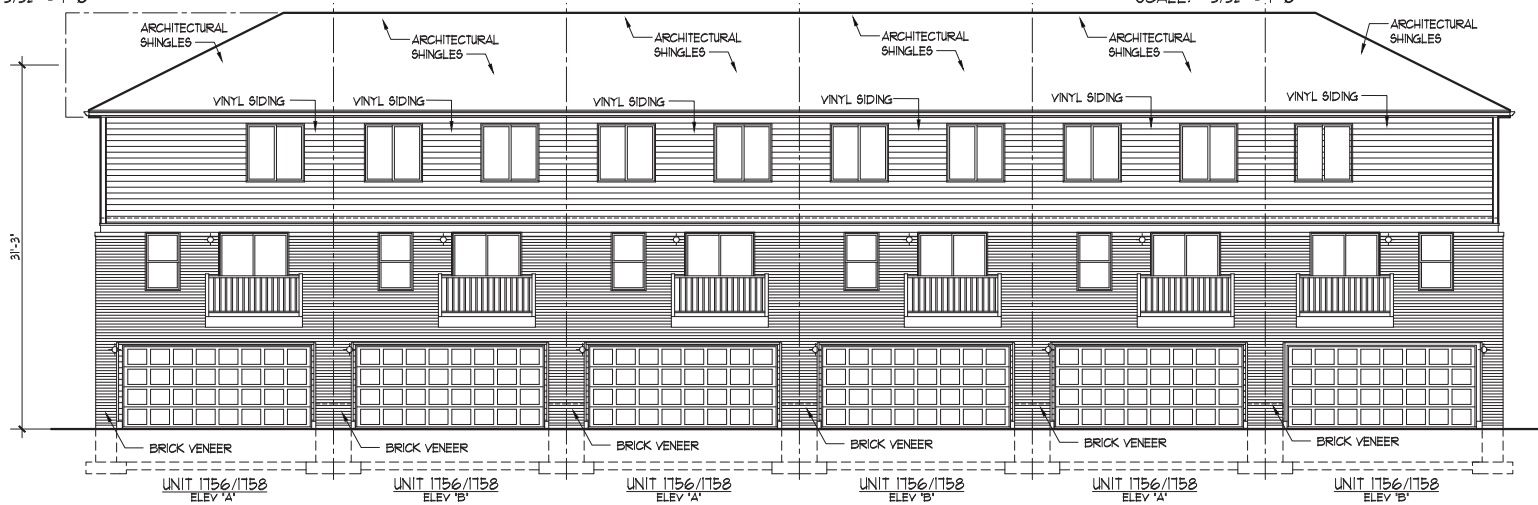 ARCHITECTURAL
SHINGLES
ARCHITECTURAL
SHINGLES
ARCHITECTURAL
SHINGLES
ARCHITECTURAL
SHINGLES
ARCHITECTURAL
SHINGLES
ARCHITECTURAL
SHINGLES
VINYL SIDING
VINYL SIDING
VINYL SIDING
VINYL SIDING
VINYL SIDING
VINYL SIDING
31'-3"
BRICK VENEER
BRICK VENEER
BRICK VENEER
BRICK VENEER
BRICK VENEER
BRICK VENEER
UNIT 1756/1758
ELEV "A"
UNIT 1756/1758
ELEV "B"
UNIT 1756/1758
ELEV "A"
UNIT 1756/1758
ELEV "B"
UNIT 1756/1758
ELEV "A"
UNIT 1756/1758
ELEV "B"